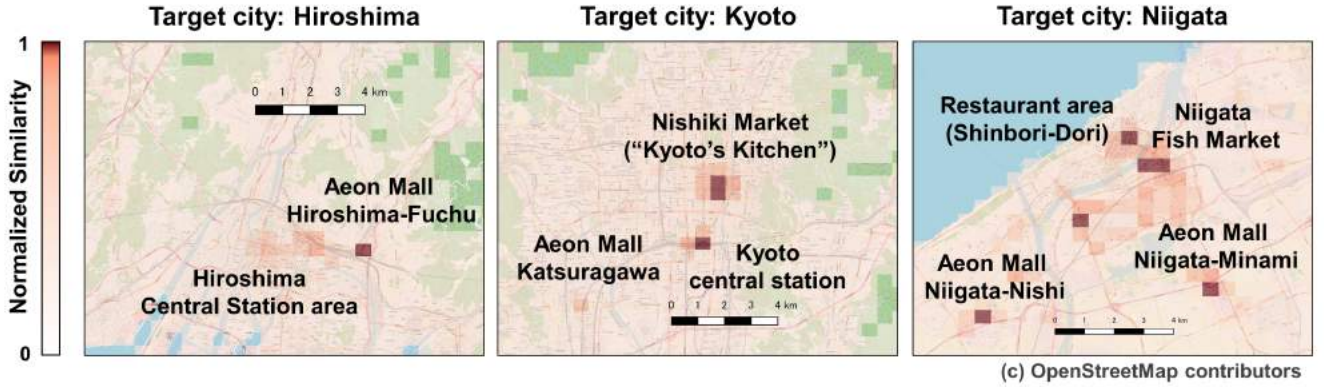 Target city: Hiroshima
Target city: Kyoto
Target city: Niigata
1
Normalized Similarity
0
0 1 2 3 4 km
Aeon Mall
Hiroshima-Fuchu
Hiroshima
Central Station area
Nishiki Market
(“Kyoto’s Kitchen”)
Aeon Mall
Katsuragawa
Kyoto
central station
0 1 2 3 4 km
Restaurant area
(Shinbori-Dori)
Niigata
Fish Market
Aeon Mall
Niigata-Nishi
Aeon Mall
Niigata-Minami
0 1 2 3 4 km
(c) OpenStreetMap contributors